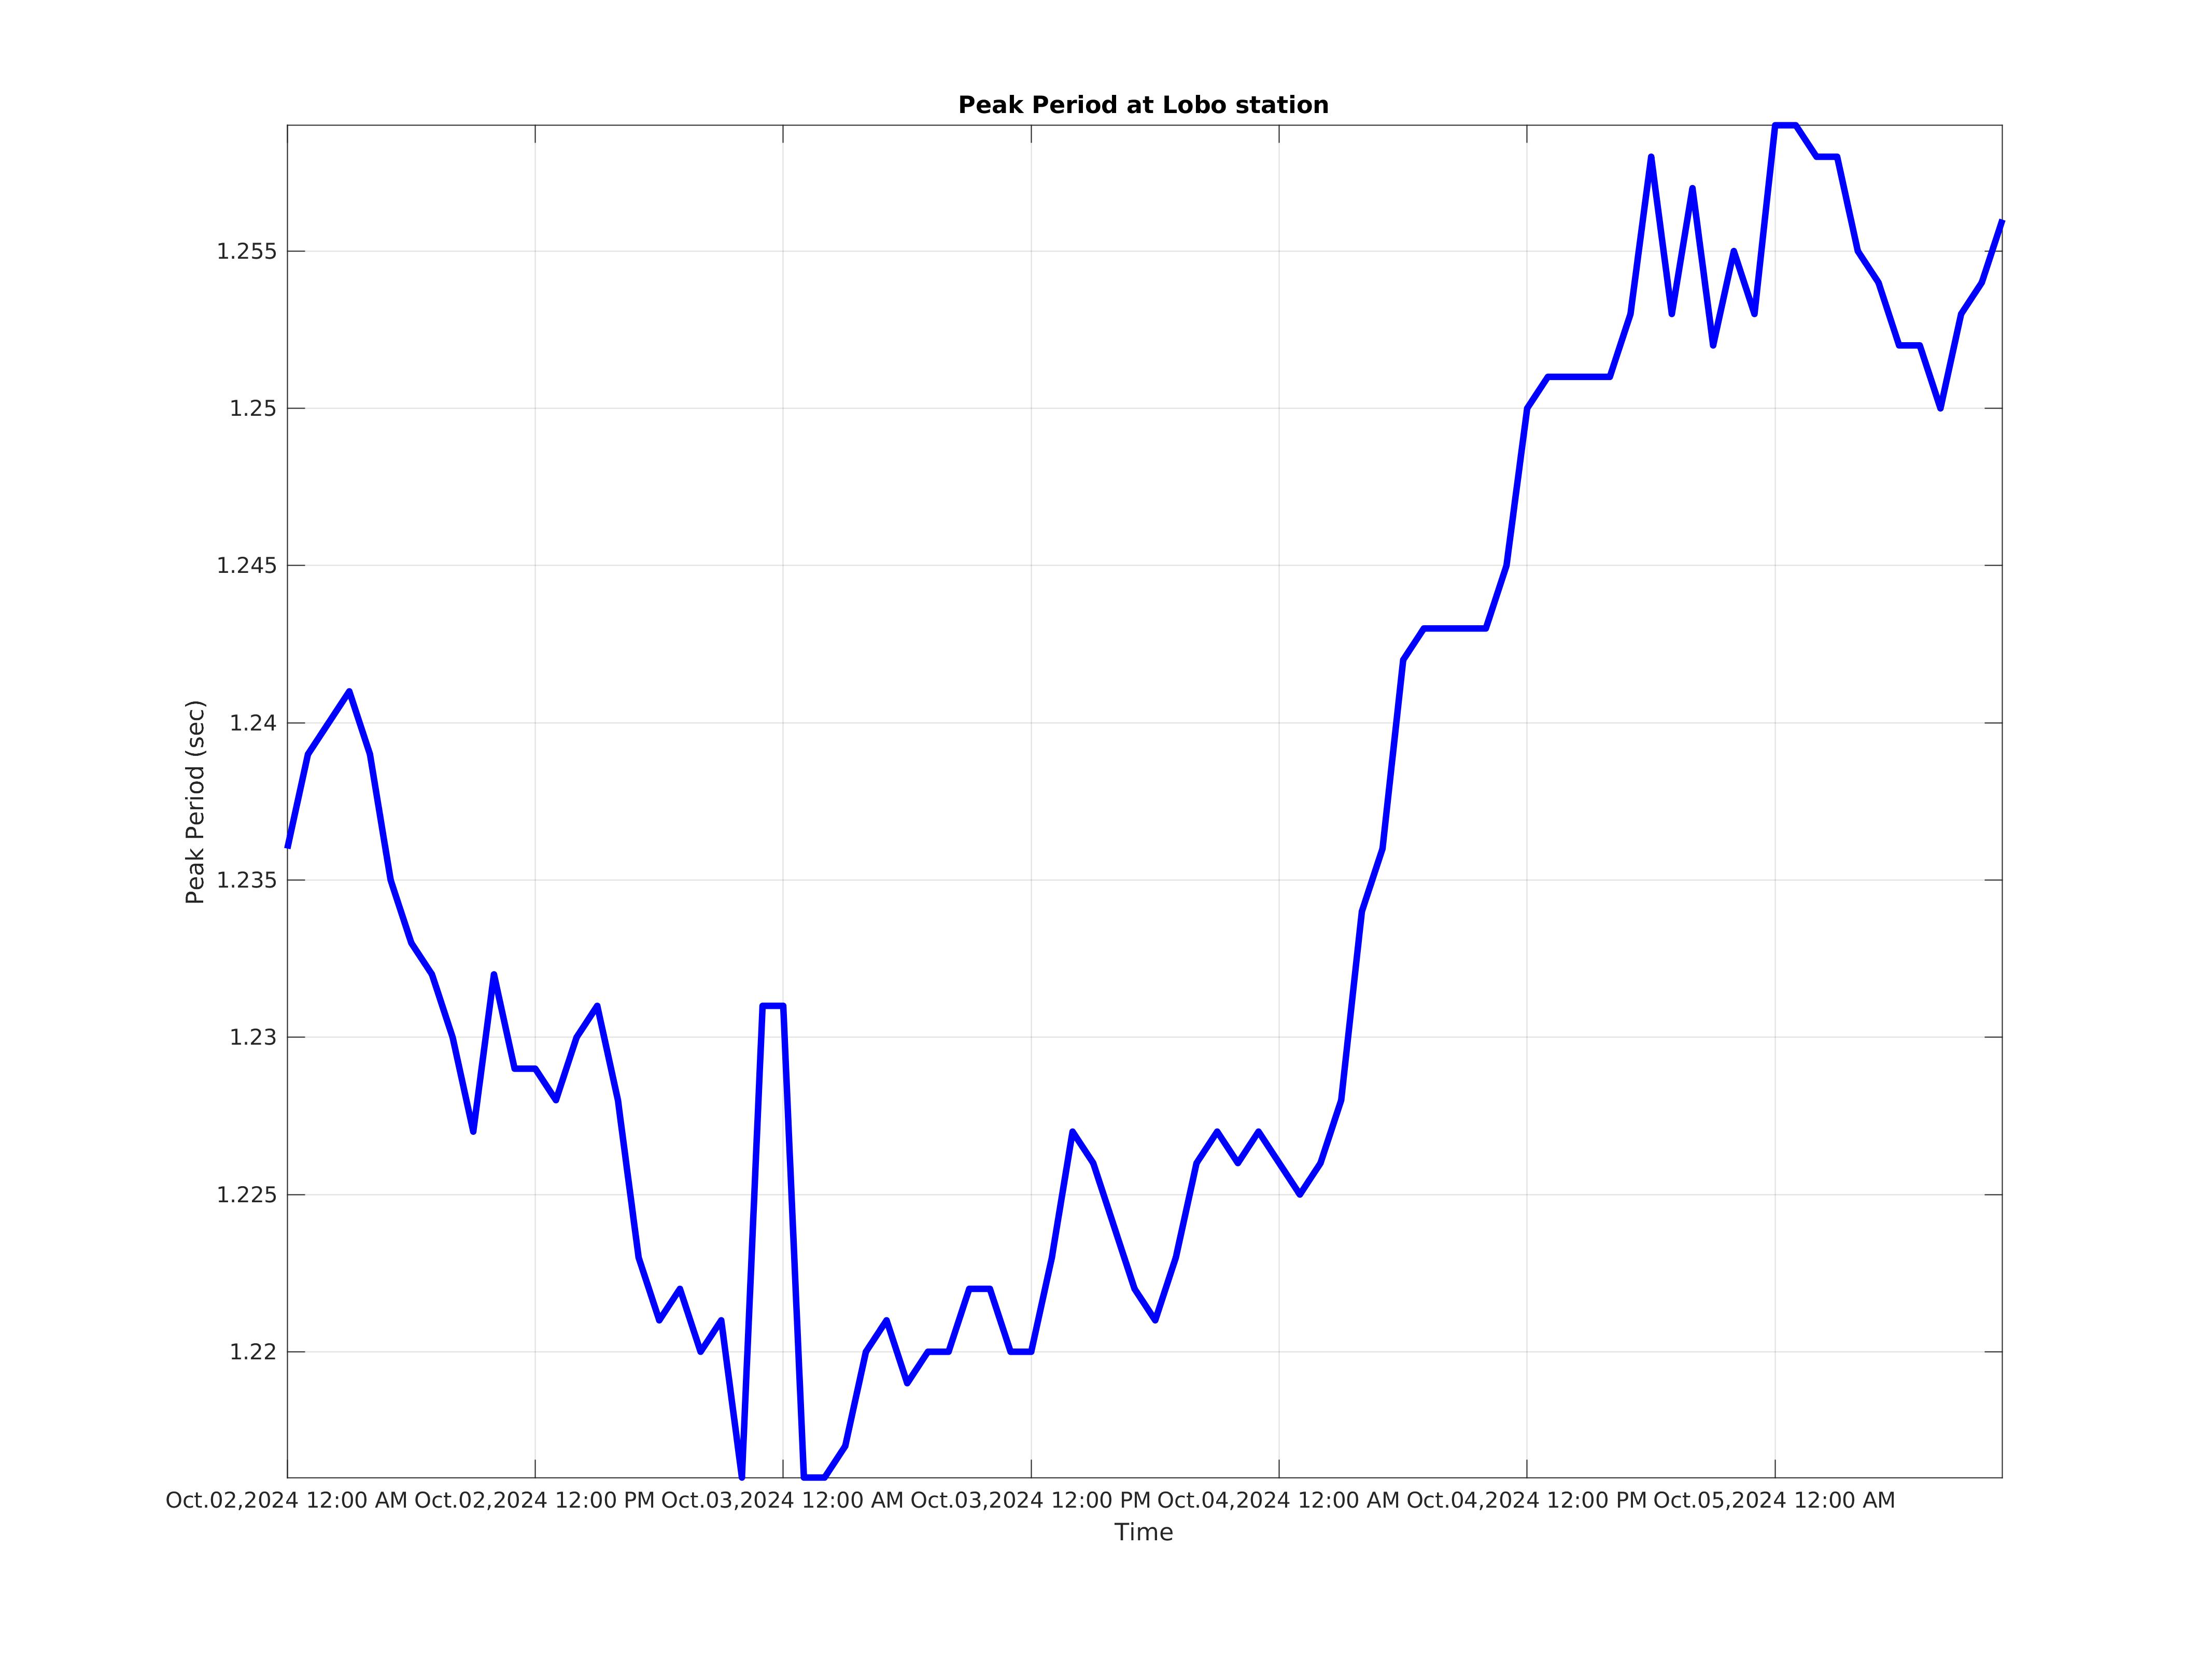 Peak Period at Lobo station
Peak Period (sec)
1.255
1.25
1.245
1.24
1.235
1.23
1.225
1.22
Oct.02,2024 12:00 AM Oct.02,2024 12:00 PM Oct.03,2024 12:00 AM Oct.03,2024 12:00 PM Oct.04,2024 12:00 AM Oct.04,2024 12:00 PM Oct.05,2024 12:00 AM
Time